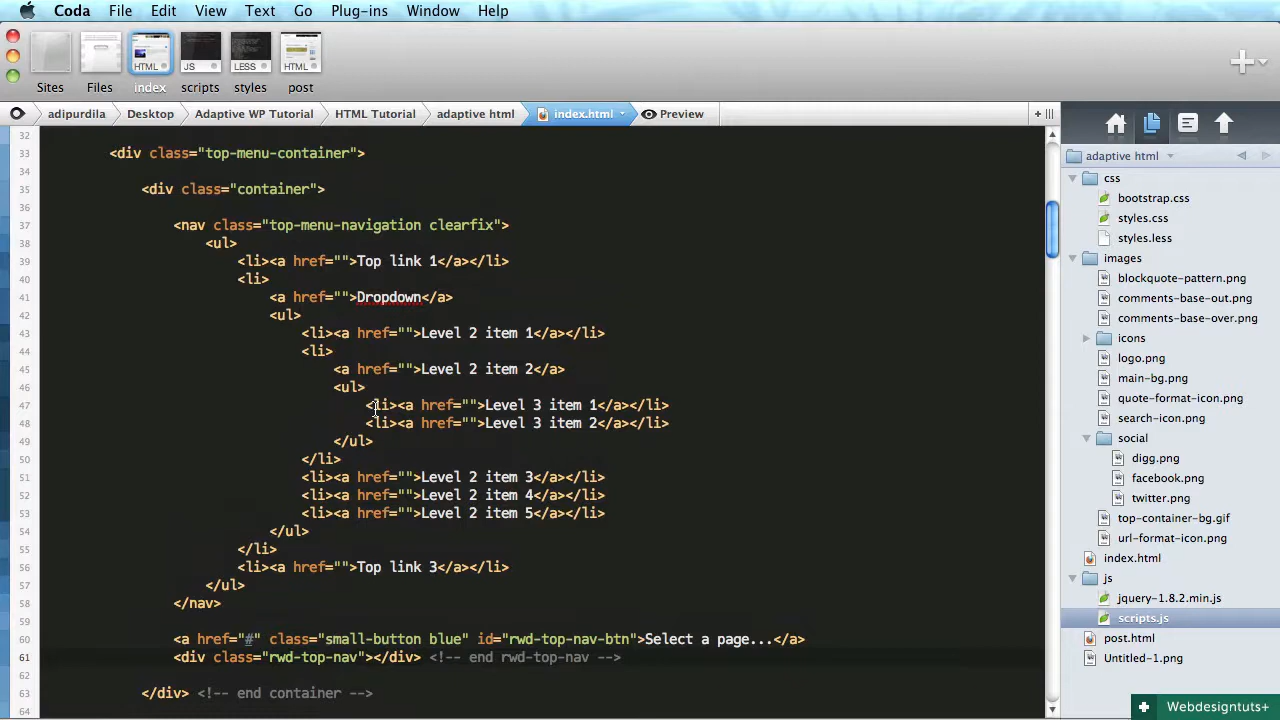 Coda File Edit View Text Go Plug-ins Window Help
HTML JS LESS HTML
Sites Files index scripts styles post
adipurdila Desktop Adaptive WP Tutorial HTML Tutorial adaptive html index.html Preview
32
33 <div class="top-menu-container">
34
35 <div class="container">
36
37 <nav class="top-menu-navigation clearfix">
38 <ul>
39 <li><a href="">Top link 1</a></li>
40 <li>
41 <a href="">Dropdown</a>
42 <ul>
43 <li><a href="">Level 2 item 1</a></li>
44 <li>
45 <a href="">Level 2 item 2</a>
46 <ul>
47 <li><a href="">Level 3 item 1</a></li>
48 <li><a href="">Level 3 item 2</a></li>
49 </ul>
50 </li>
51 <li><a href="">Level 2 item 3</a></li>
52 <li><a href="">Level 2 item 4</a></li>
53 <li><a href="">Level 2 item 5</a></li>
54 </ul>
55 </li>
56 <li><a href="">Top link 3</a></li>
57 </ul>
58 </nav>
59
60 <a href="#" class="small-button blue" id="rwd-top-nav-btn">Select a page...</a>
61 <div class="rwd-top-nav"></div> <!-- end rwd-top-nav -->
62
63 </div> <!-- end container -->
64
adaptive html
css
bootstrap.css
styles.css
styles.less
images
blockquote-pattern.png
comments-base-out.png
comments-base-over.png
icons
logo.png
main-bg.png
quote-format-icon.png
search-icon.png
social
digg.png
facebook.png
twitter.png
top-container-bg.gif
url-format-icon.png
index.html
js
jquery-1.8.2.min.js
scripts.js
post.html
Untitled-1.png
Webdesigntuts+